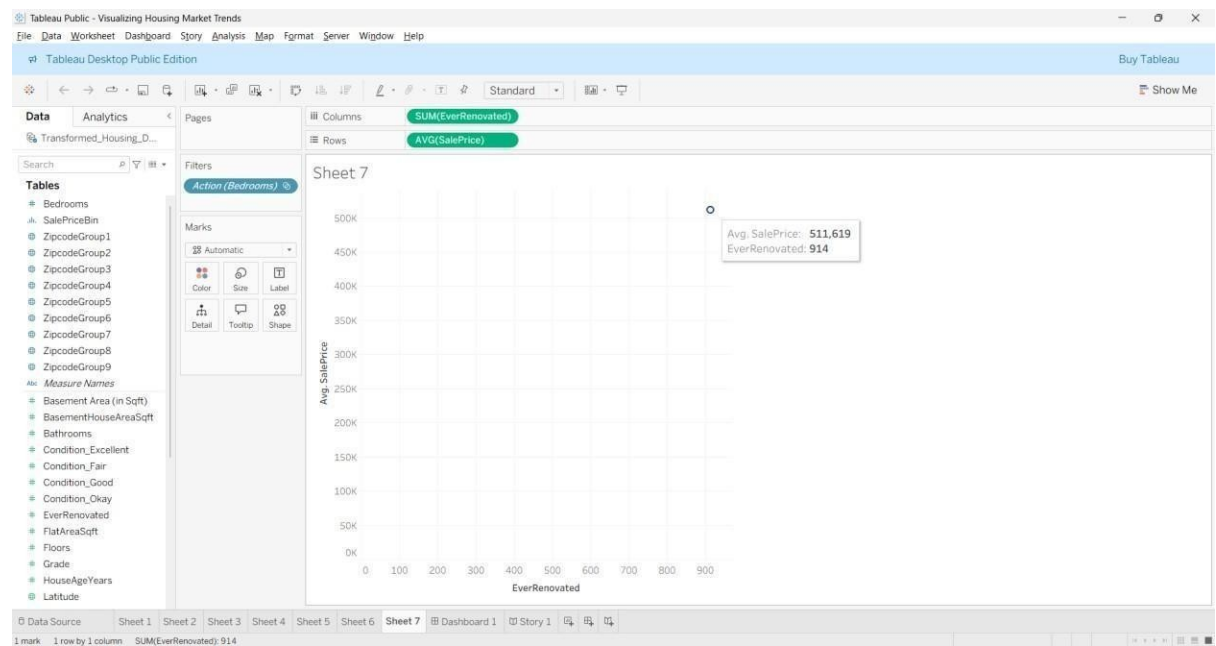 Tableau Public - Visualizing Housing Market Trends
File Data Worksheet Dashboard Story Analysis Map Format Server Window Help
Tableau Desktop Public Edition Buy Tableau
Standard Show Me
Data Analytics Pages Columns SUM(EverRenovated)
Transformed_Housing_D... Rows AVG(SalePrice)
Search Filters Sheet 7
Tables Action (Bedrooms)
Bedrooms
SalePriceBin
ZipcodeGroup1
ZipcodeGroup2
ZipcodeGroup3
ZipcodeGroup4
ZipcodeGroup5
ZipcodeGroup6
ZipcodeGroup7
ZipcodeGroup8
ZipcodeGroup9
Abc Measure Names
Basement Area (in Sqft)
BasementHouseAreaSqft
Bathrooms
Condition_Excellent
Condition_Fair
Condition_Good
Condition_Okay
EverRenovated
FlatAreaSqft
Floors
Grade
HouseAgeYears
Latitude
Marks
Automatic
Color Size Label
Detail Tooltip Shape
Avg. SalePrice
500K
450K
400K
350K
300K
250K
200K
150K
100K
50K
0K
0 100 200 300 400 500 600 700 800 900
EverRenovated
Avg. SalePrice: 511,619
EverRenovated: 914
Data Source Sheet 1 Sheet 2 Sheet 3 Sheet 4 Sheet 5 Sheet 6 Sheet 7 Dashboard 1 Story 1
1 mark 1 row by 1 column SUM(EverRenovated): 914